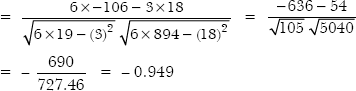 = 6×−106 − 3×18 / √(6×19 − (3)²) √(6×894 − (18)²) = −636 − 54 / √105 √5040
= − 690 / 727.46 = − 0.949